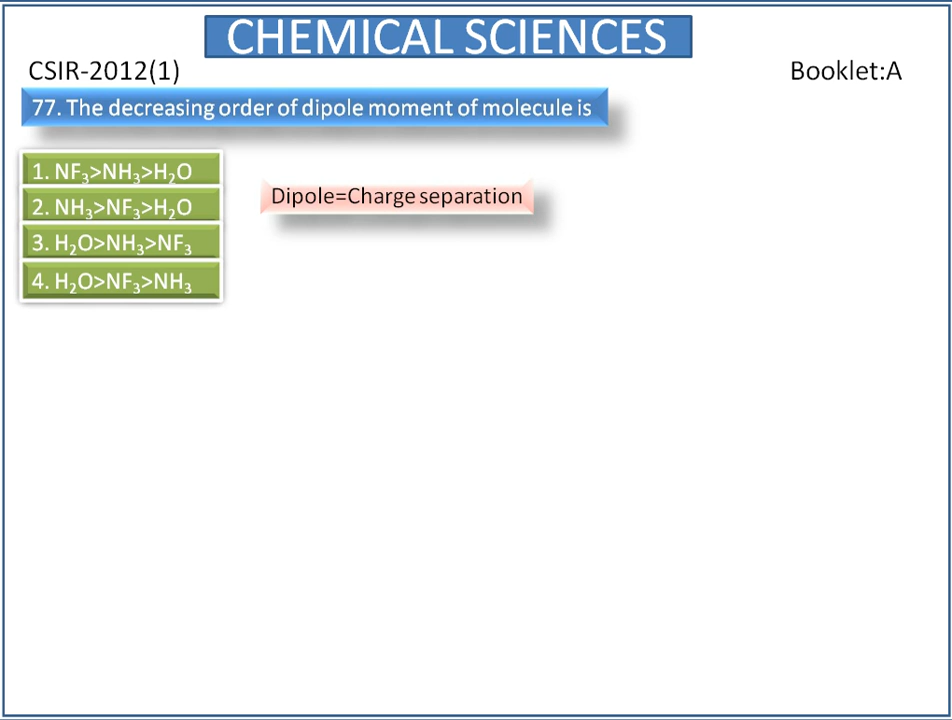 CHEMICAL SCIENCES
CSIR-2012(1) Booklet:A
77. The decreasing order of dipole moment of molecule is
1. NF₃>NH₃>H₂O
2. NH₃>NF₃>H₂O
3. H₂O>NH₃>NF₃
4. H₂O>NF₃>NH₃
Dipole=Charge separation